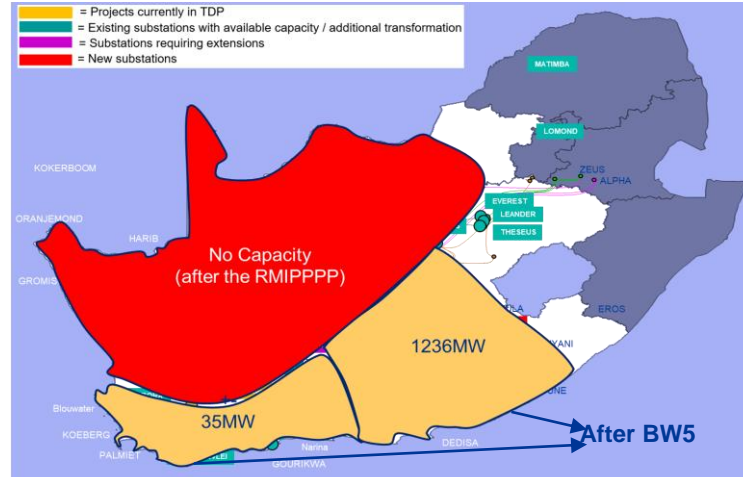 = Projects currently in TDP
= Existing substations with available capacity / additional transformation
= Substations requiring extensions
= New substations
MATIMBA
LOMOND
ZEUS
ALPHA
KOKERBOOM
EVEREST
LEANDER
THESEUS
ORANJEMOND
HARIB
No Capacity
(after the RMIPPPP)
GROMIS
EROS
1236MW
Blouwater
35MW
After BW5
KOEBERG
PALMIET
Narina
DEDISA
GOURIKWA